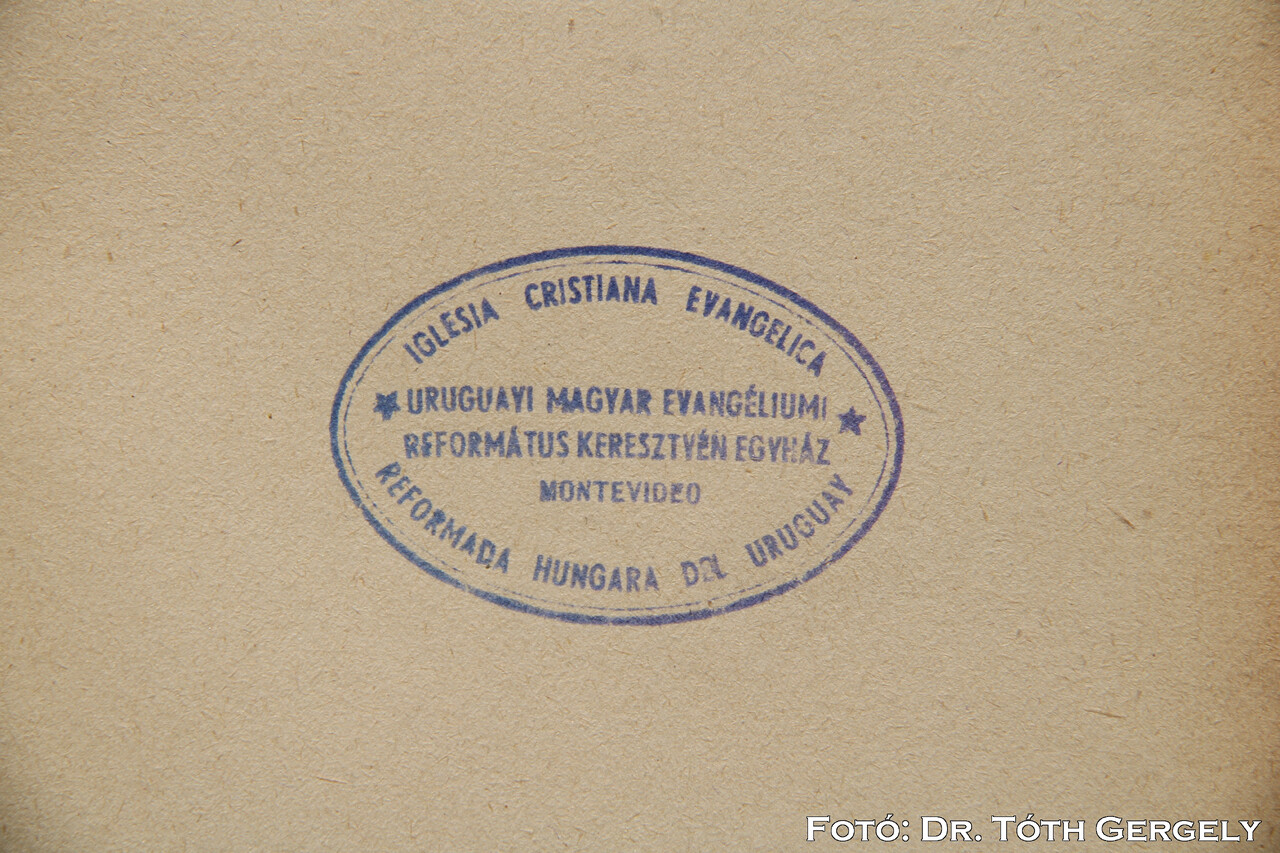 IGLESIA CRISTIANA EVANGELICA
URUGUAYI MAGYAR EVANGÉLIUMI
REFORMÁTUS KERESZTYÉN EGYHÁZ
MONTEVIDEO
REFORMADA HUNGARA DEL URUGUAY
FOTÓ: DR. TÓTH GERGELY